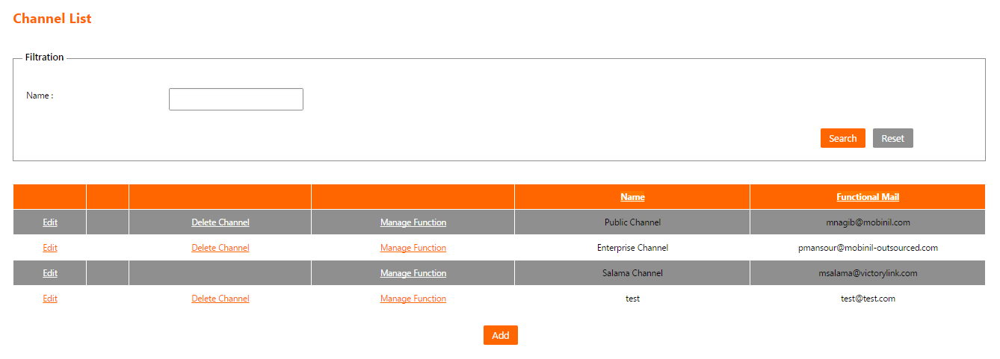 Channel List
Filtration
Name :
Search Reset
Name Functional Mail
Edit Delete Channel Manage Function Public Channel mnagib@mobinil.com
Edit Delete Channel Manage Function Enterprise Channel pmansour@mobinil-outsourced.com
Edit Manage Function Salama Channel msalama@victorylink.com
Edit Delete Channel Manage Function test test@test.com
Add